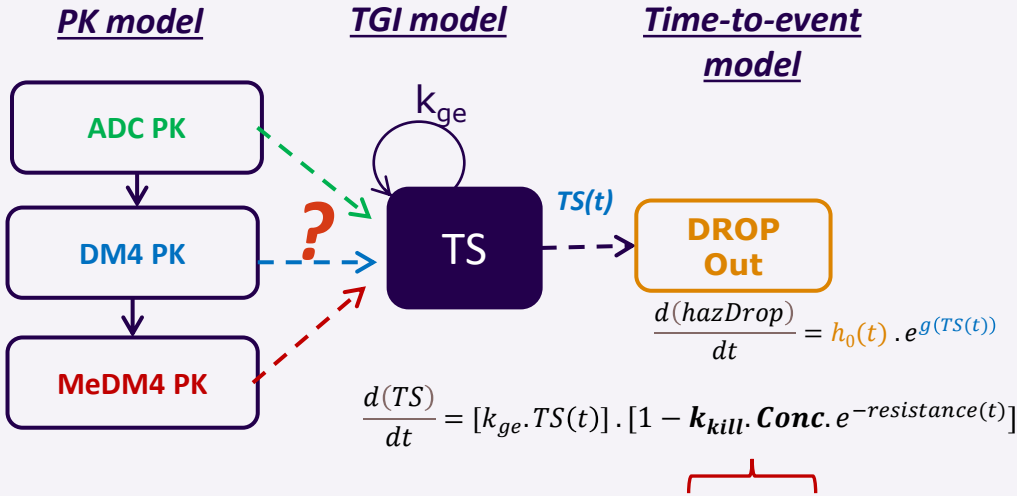 PK model
TGI model
Time-to-event
model
ADC PK
DM4 PK
MeDM4 PK
?
k_ge
TS
TS(t)
DROP
Out
d(hazDrop)/dt = h_0(t) . e^{g(TS(t))}
d(TS)/dt = [k_ge.TS(t)] . [1 − k_kill. Conc. e^{−resistance(t)}]